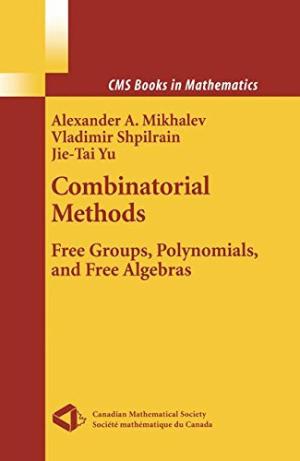 CMS Books in Mathematics
Alexander A. Mikhalev
Vladimir Shpilrain
Jie-Tai Yu
Combinatorial
Methods
Free Groups, Polynomials,
and Free Algebras
Canadian Mathematical Society
Société mathématique du Canada